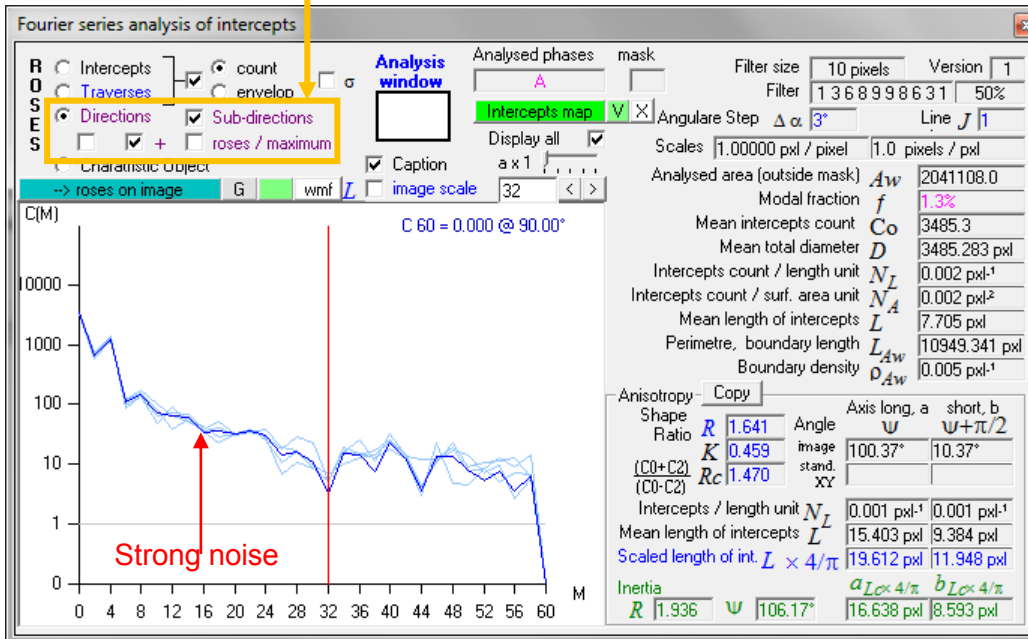 Fourier series analysis of intercepts
ROSES
Intercepts count σ
Traverses envelop
Directions Sub-directions
+ roses / maximum
Charatristic Object
--> roses on image G wmf L image scale 32 < >
Analysis window
Analysed phases mask
A
Intercepts map V X
Display all
Caption a x 1
Filter size 10 pixels Version 1
Filter 1 3 6 8 9 9 8 6 3 1 50%
Angulare Step Δ α 3° Line J 1
Scales 1.00000 pxl / pixel 1.0 pixels / pxl
Analysed area (outside mask) Aw 2041108.0
Modal fraction f 1.3%
Mean intercepts count Co 3485.3
Mean total diameter D 3485.283 pxl
Intercepts count / length unit N_L 0.002 pxl-¹
Intercepts count / surf. area unit N_A 0.002 pxl-²
Mean length of intercepts L 7.705 pxl
Perimetre, boundary length L_Aw 10949.341 pxl
Boundary density ρ_Aw 0.005 pxl-¹
C(M)
C 60 = 0.000 @ 90.00°
10000
1000
100
10
1
0
Strong noise
0 4 8 12 16 20 24 28 32 36 40 44 48 52 56 60 M
Anisotropy Copy
Shape Ratio R 1.641 Angle
Axis long, a short, b
Ψ Ψ+π/2
K 0.459 image 100.37° 10.37°
(C0+C2)
(C0-C2) Rc 1.470 stand. XY
Intercepts / length unit N_L 0.001 pxl-¹ 0.001 pxl-¹
Mean length of intercepts L 15.403 pxl 9.384 pxl
Scaled length of int. L × 4/π 19.612 pxl 11.948 pxl
Inertia a_Lc× 4/π b_Lc× 4/π
R 1.936 Ψ 106.17° 16.638 pxl 8.593 pxl